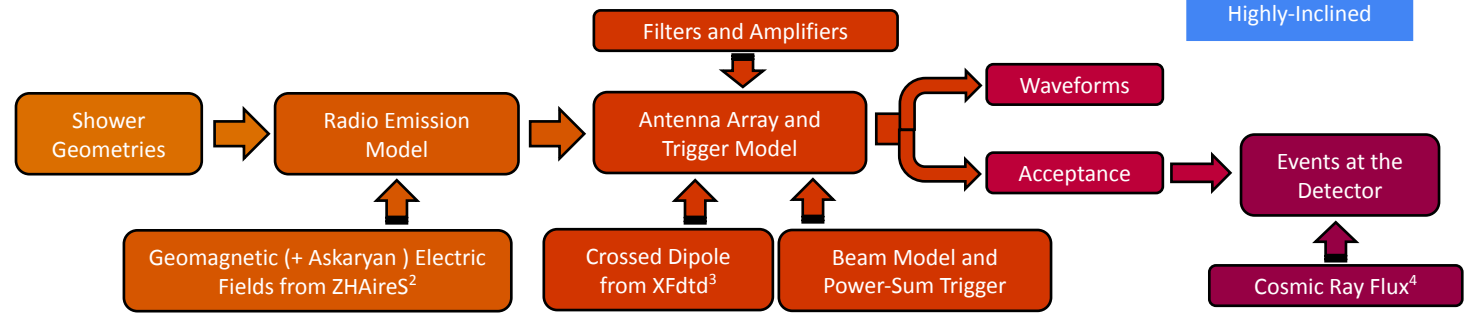 Highly-Inclined
Filters and Amplifiers
Shower
Geometries
Radio Emission
Model
Antenna Array and
Trigger Model
Waveforms
Acceptance
Events at the
Detector
Geomagnetic (+ Askaryan ) Electric
Fields from ZHAireS²
Crossed Dipole
from XFdtd³
Beam Model and
Power-Sum Trigger
Cosmic Ray Flux⁴